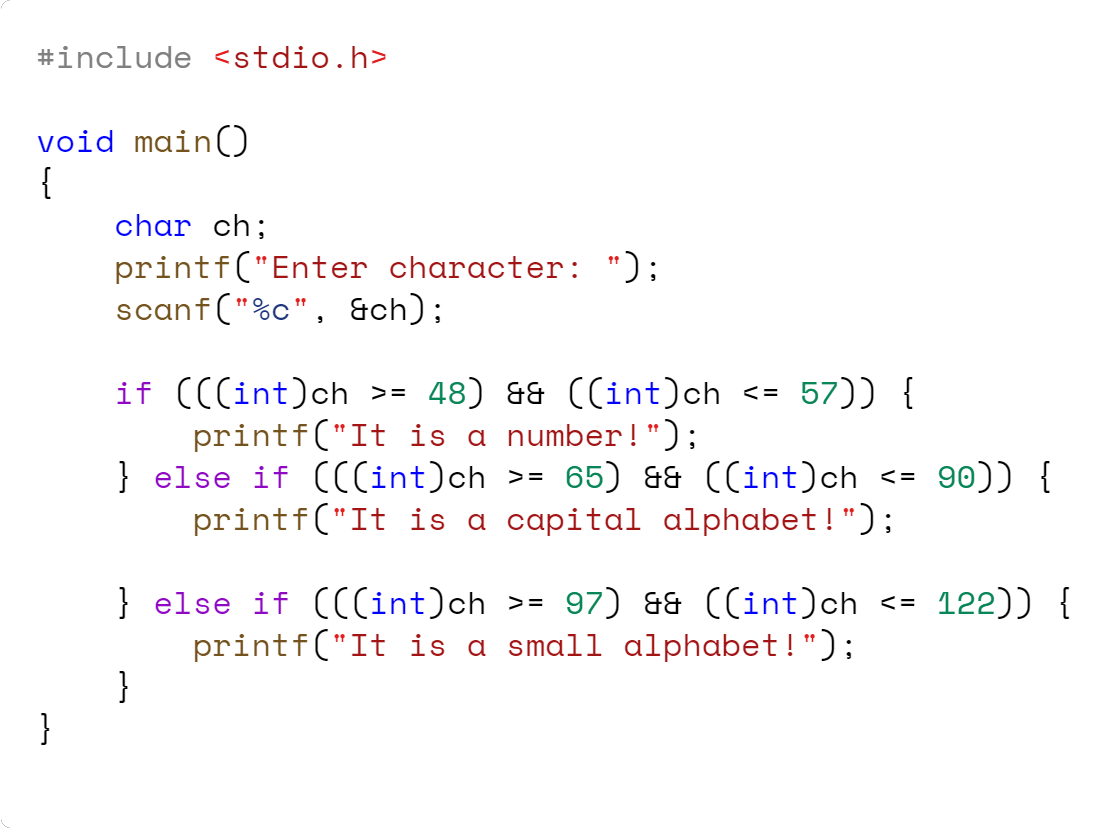 #include <stdio.h>
void main()
{
    char ch;
    printf("Enter character: ");
    scanf("%c", &ch);
    if (((int)ch >= 48) && ((int)ch <= 57)) {
        printf("It is a number!");
    } else if (((int)ch >= 65) && ((int)ch <= 90)) {
        printf("It is a capital alphabet!");
    } else if (((int)ch >= 97) && ((int)ch <= 122)) {
        printf("It is a small alphabet!");
    }
}